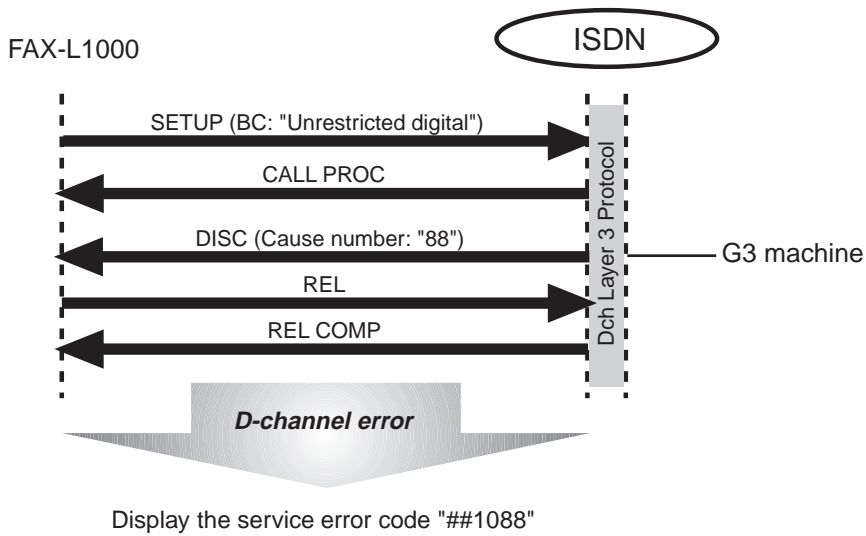 ISDN
FAX-L1000
SETUP (BC: "Unrestricted digital")
CALL PROC
DISC (Cause number: "88")
REL
REL COMP
Dch Layer 3 Protocol
G3 machine
D-channel error
Display the service error code "##1088"